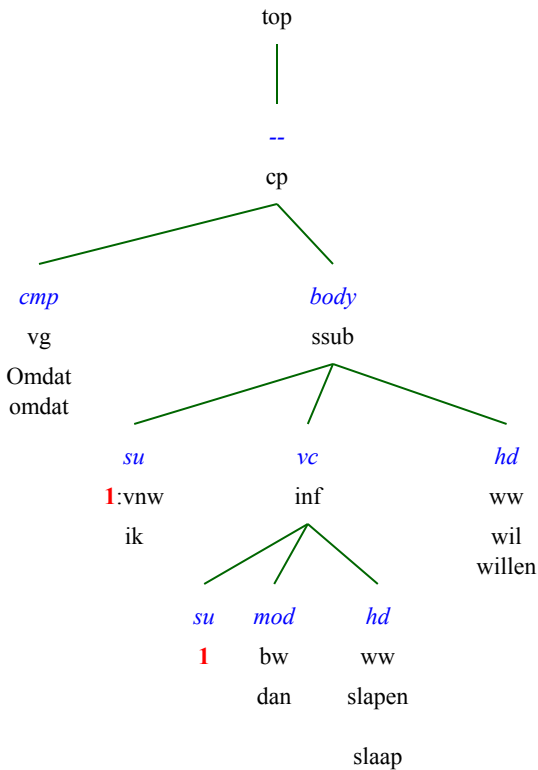 top
--
cp
cmp body
vg ssub
Omdat
omdat
su vc hd
1:vnw inf ww
ik wil
willen
su mod hd
1 bw ww
dan slapen
slaap